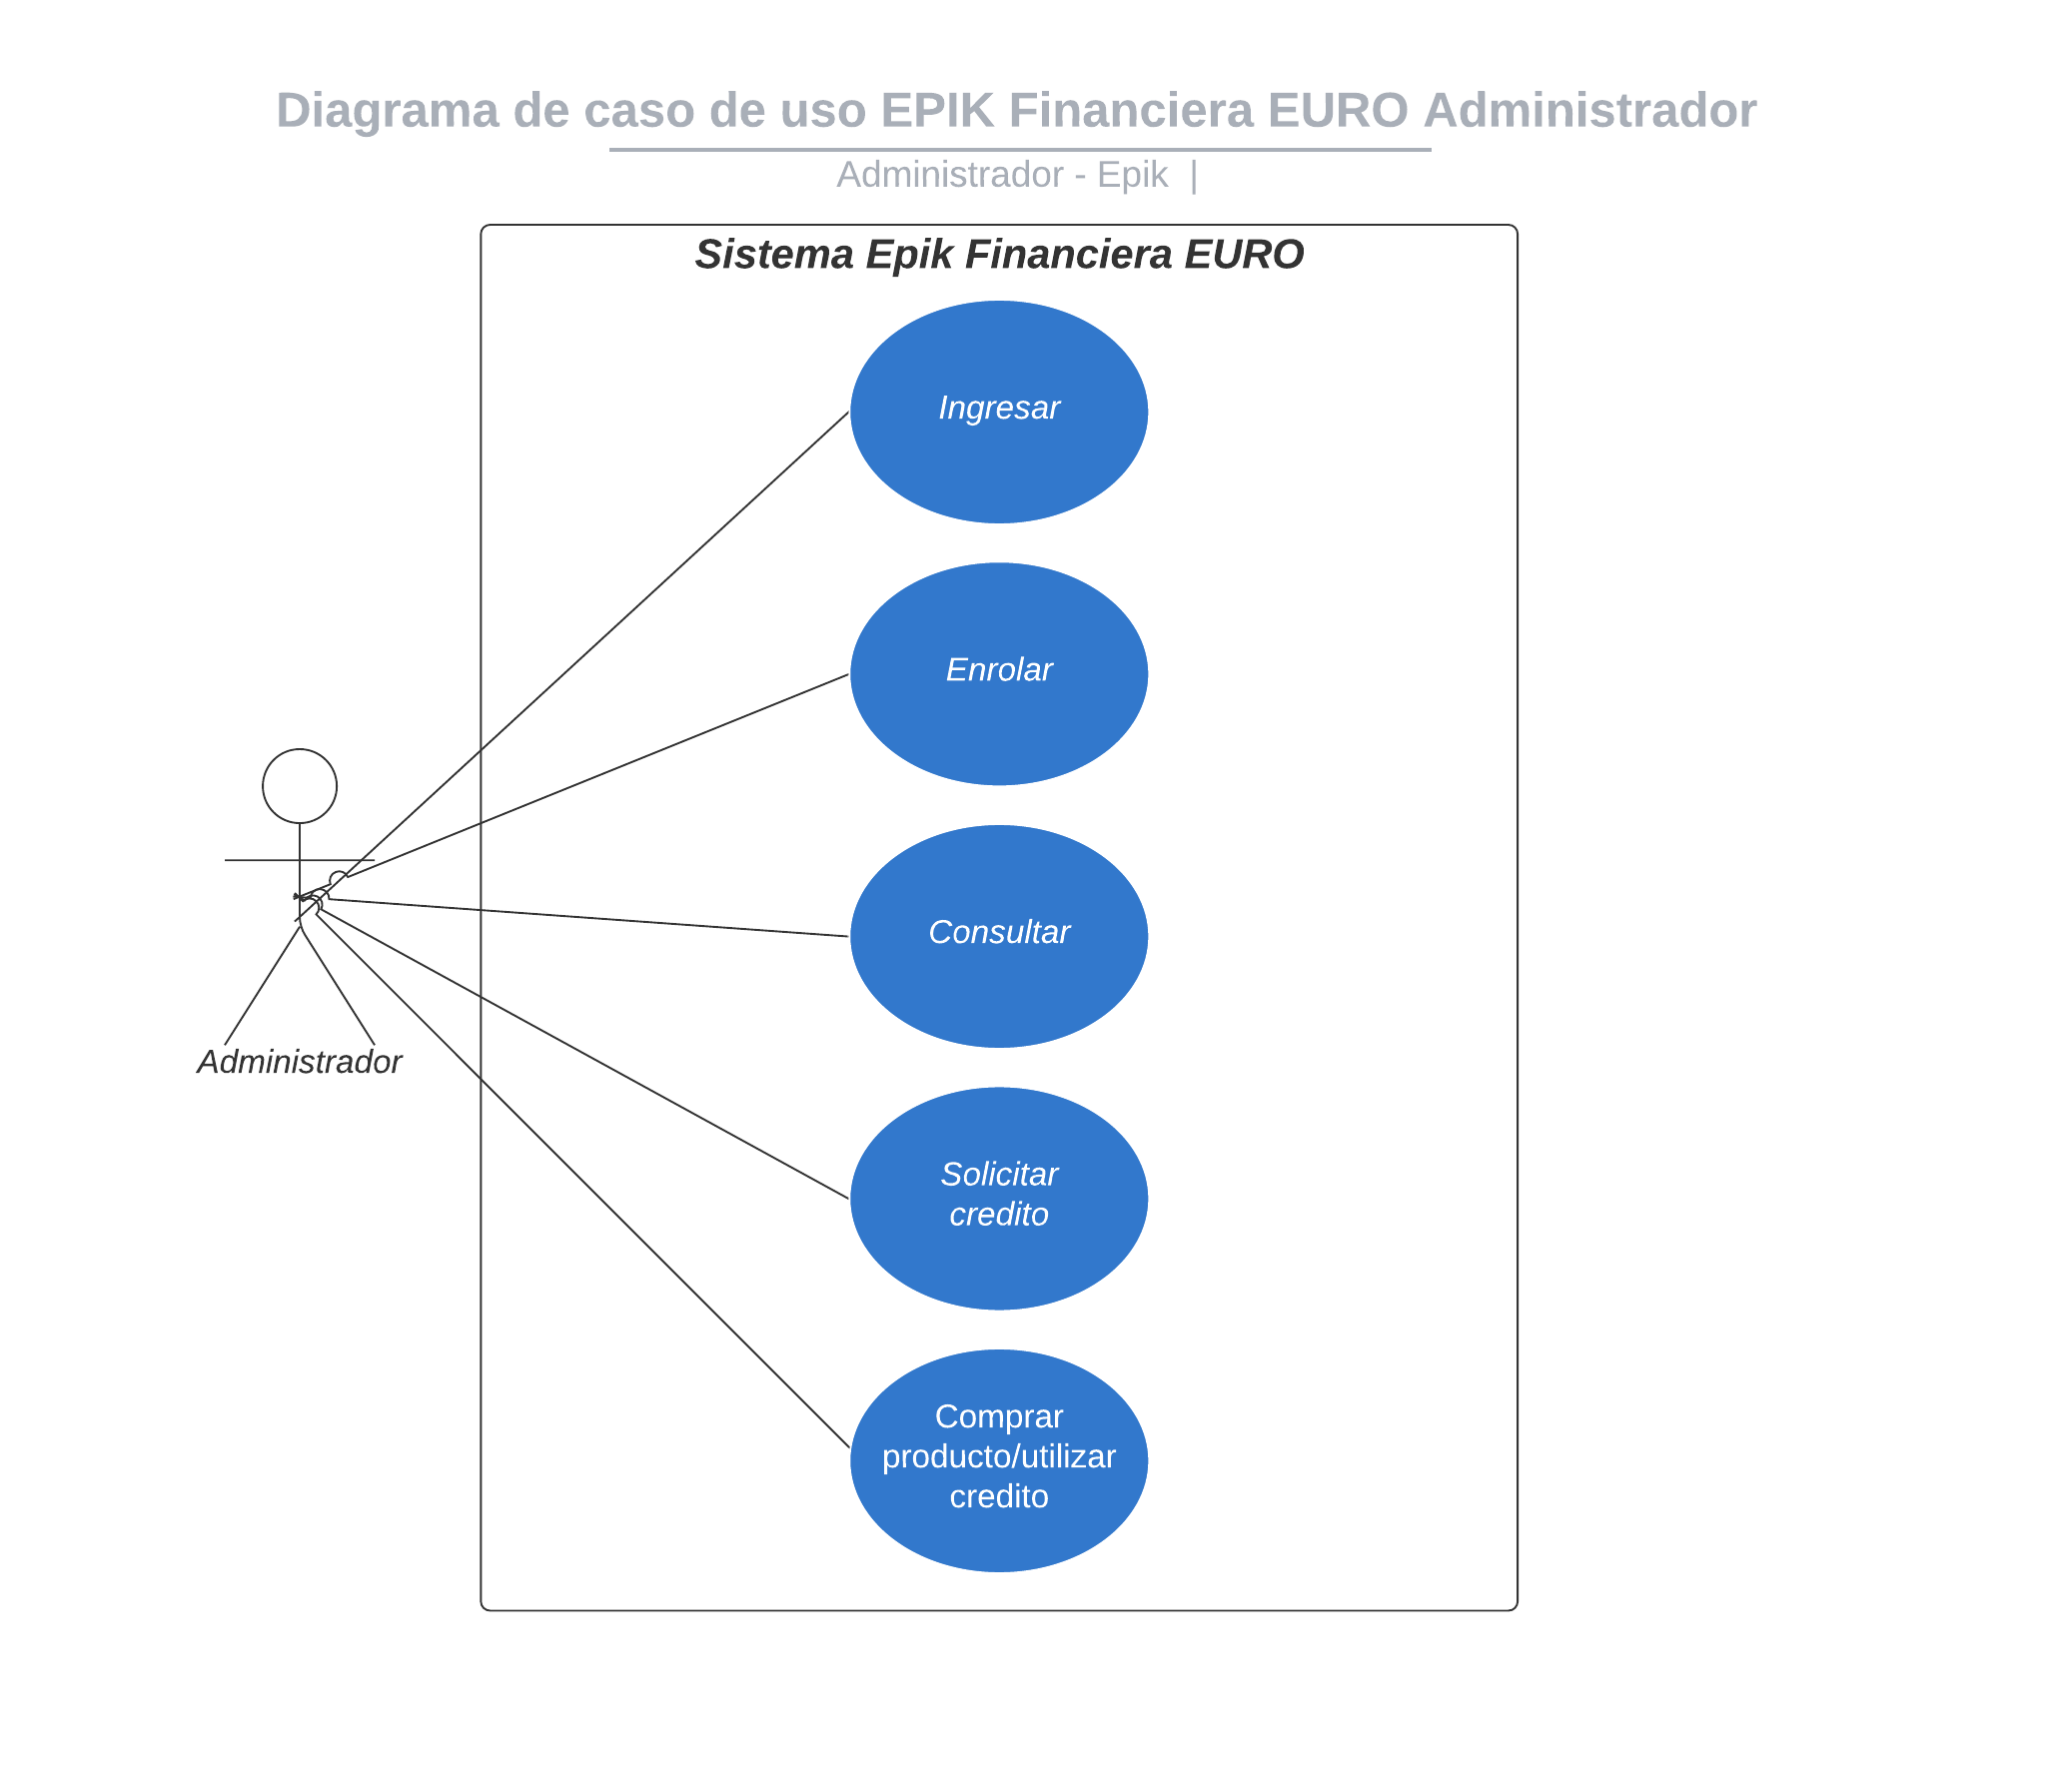 Diagrama de caso de uso EPIK Financiera EURO Administrador
Administrador - Epik |
Sistema Epik Financiera EURO
Ingresar
Enrolar
Consultar
Administrador
Solicitar
credito
Comprar
producto/utilizar
credito